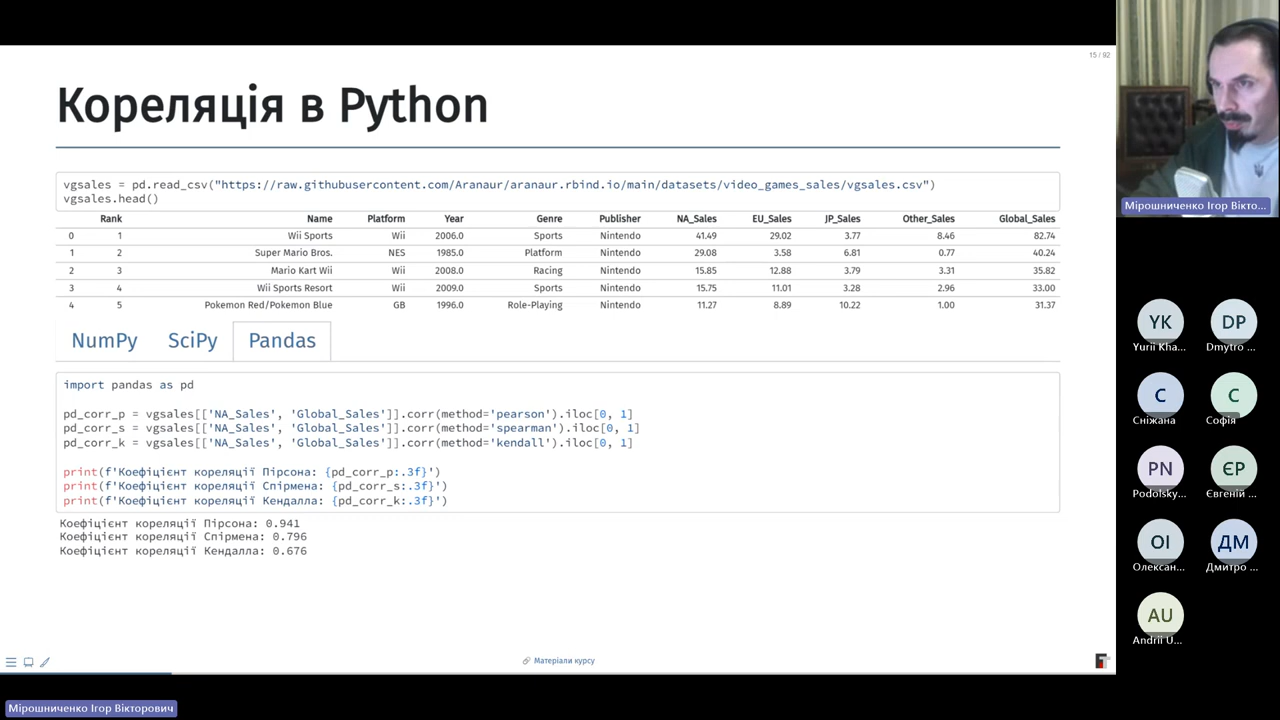 15 / 92
Кореляція в Python
vgsales = pd.read_csv("https://raw.githubusercontent.com/Aranaur/aranaur.rbind.io/main/datasets/video_games_sales/vgsales.csv")
vgsales.head()
Rank Name Platform Year Genre Publisher NA_Sales EU_Sales JP_Sales Other_Sales Global_Sales
0 1 Wii Sports Wii 2006.0 Sports Nintendo 41.49 29.02 3.77 8.46 82.74
1 2 Super Mario Bros. NES 1985.0 Platform Nintendo 29.08 3.58 6.81 0.77 40.24
2 3 Mario Kart Wii Wii 2008.0 Racing Nintendo 15.85 12.88 3.79 3.31 35.82
3 4 Wii Sports Resort Wii 2009.0 Sports Nintendo 15.75 11.01 3.28 2.96 33.00
4 5 Pokemon Red/Pokemon Blue GB 1996.0 Role-Playing Nintendo 11.27 8.89 10.22 1.00 31.37
NumPy SciPy Pandas
import pandas as pd
pd_corr_p = vgsales[['NA_Sales', 'Global_Sales']].corr(method='pearson').iloc[0, 1]
pd_corr_s = vgsales[['NA_Sales', 'Global_Sales']].corr(method='spearman').iloc[0, 1]
pd_corr_k = vgsales[['NA_Sales', 'Global_Sales']].corr(method='kendall').iloc[0, 1]
print(f'Коефіцієнт кореляції Пірсона: {pd_corr_p:.3f}')
print(f'Коефіцієнт кореляції Спірмена: {pd_corr_s:.3f}')
print(f'Коефіцієнт кореляції Кендалла: {pd_corr_k:.3f}')
Коефіцієнт кореляції Пірсона: 0.941
Коефіцієнт кореляції Спірмена: 0.796
Коефіцієнт кореляції Кендалла: 0.676
Матеріали курсу
Мірошниченко Ігор Вікторович
Мірошниченко Ігор Вікто...
YK DP
Yurii Kha... Dmytro ...
С С
Сніжана Софія
PN ЄР
Podolsky... Євгеній ...
OI ДМ
Олексан... Дмитро ...
AU
Andrii U...